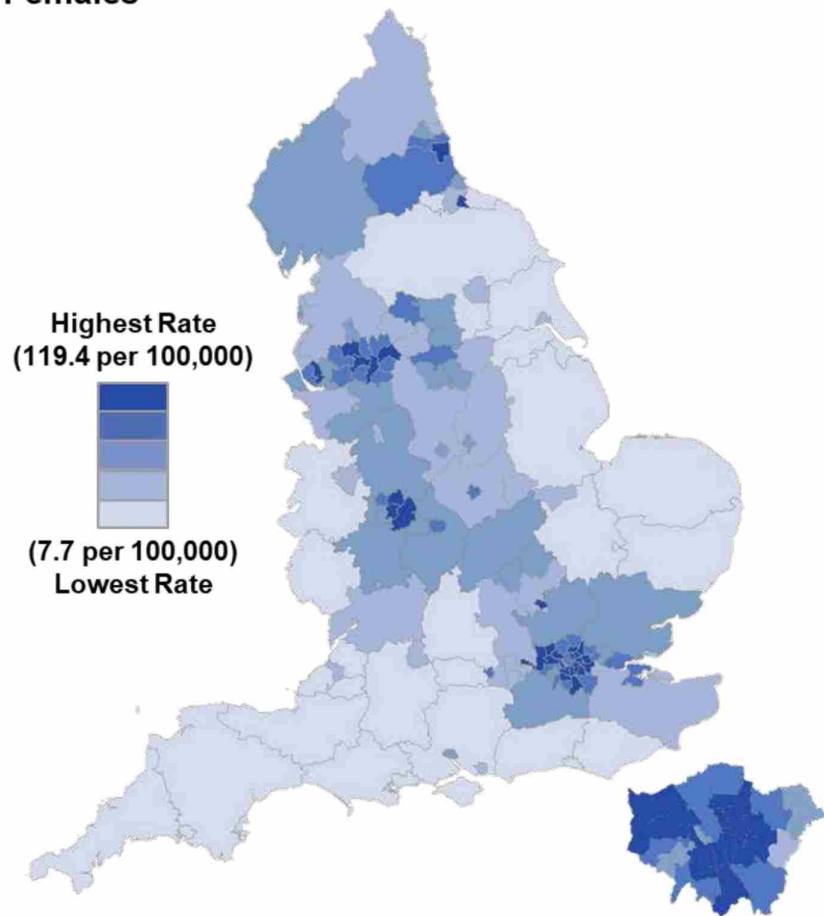 Females
Highest Rate
(119.4 per 100,000)
(7.7 per 100,000)
Lowest Rate